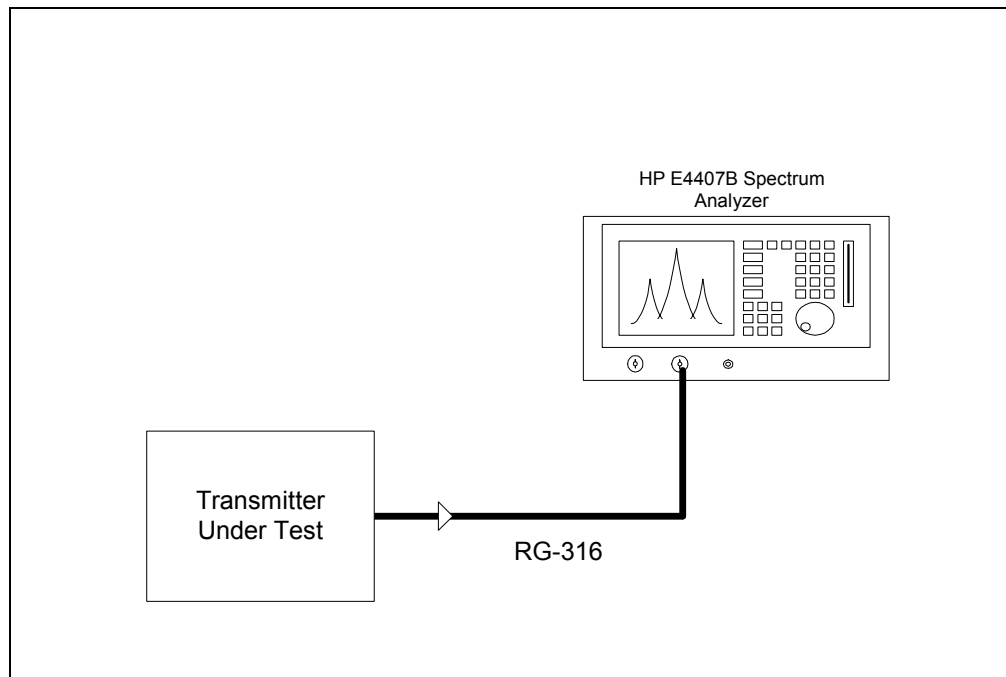 HP E4407B Spectrum
Analyzer
Transmitter
Under Test
RG-316